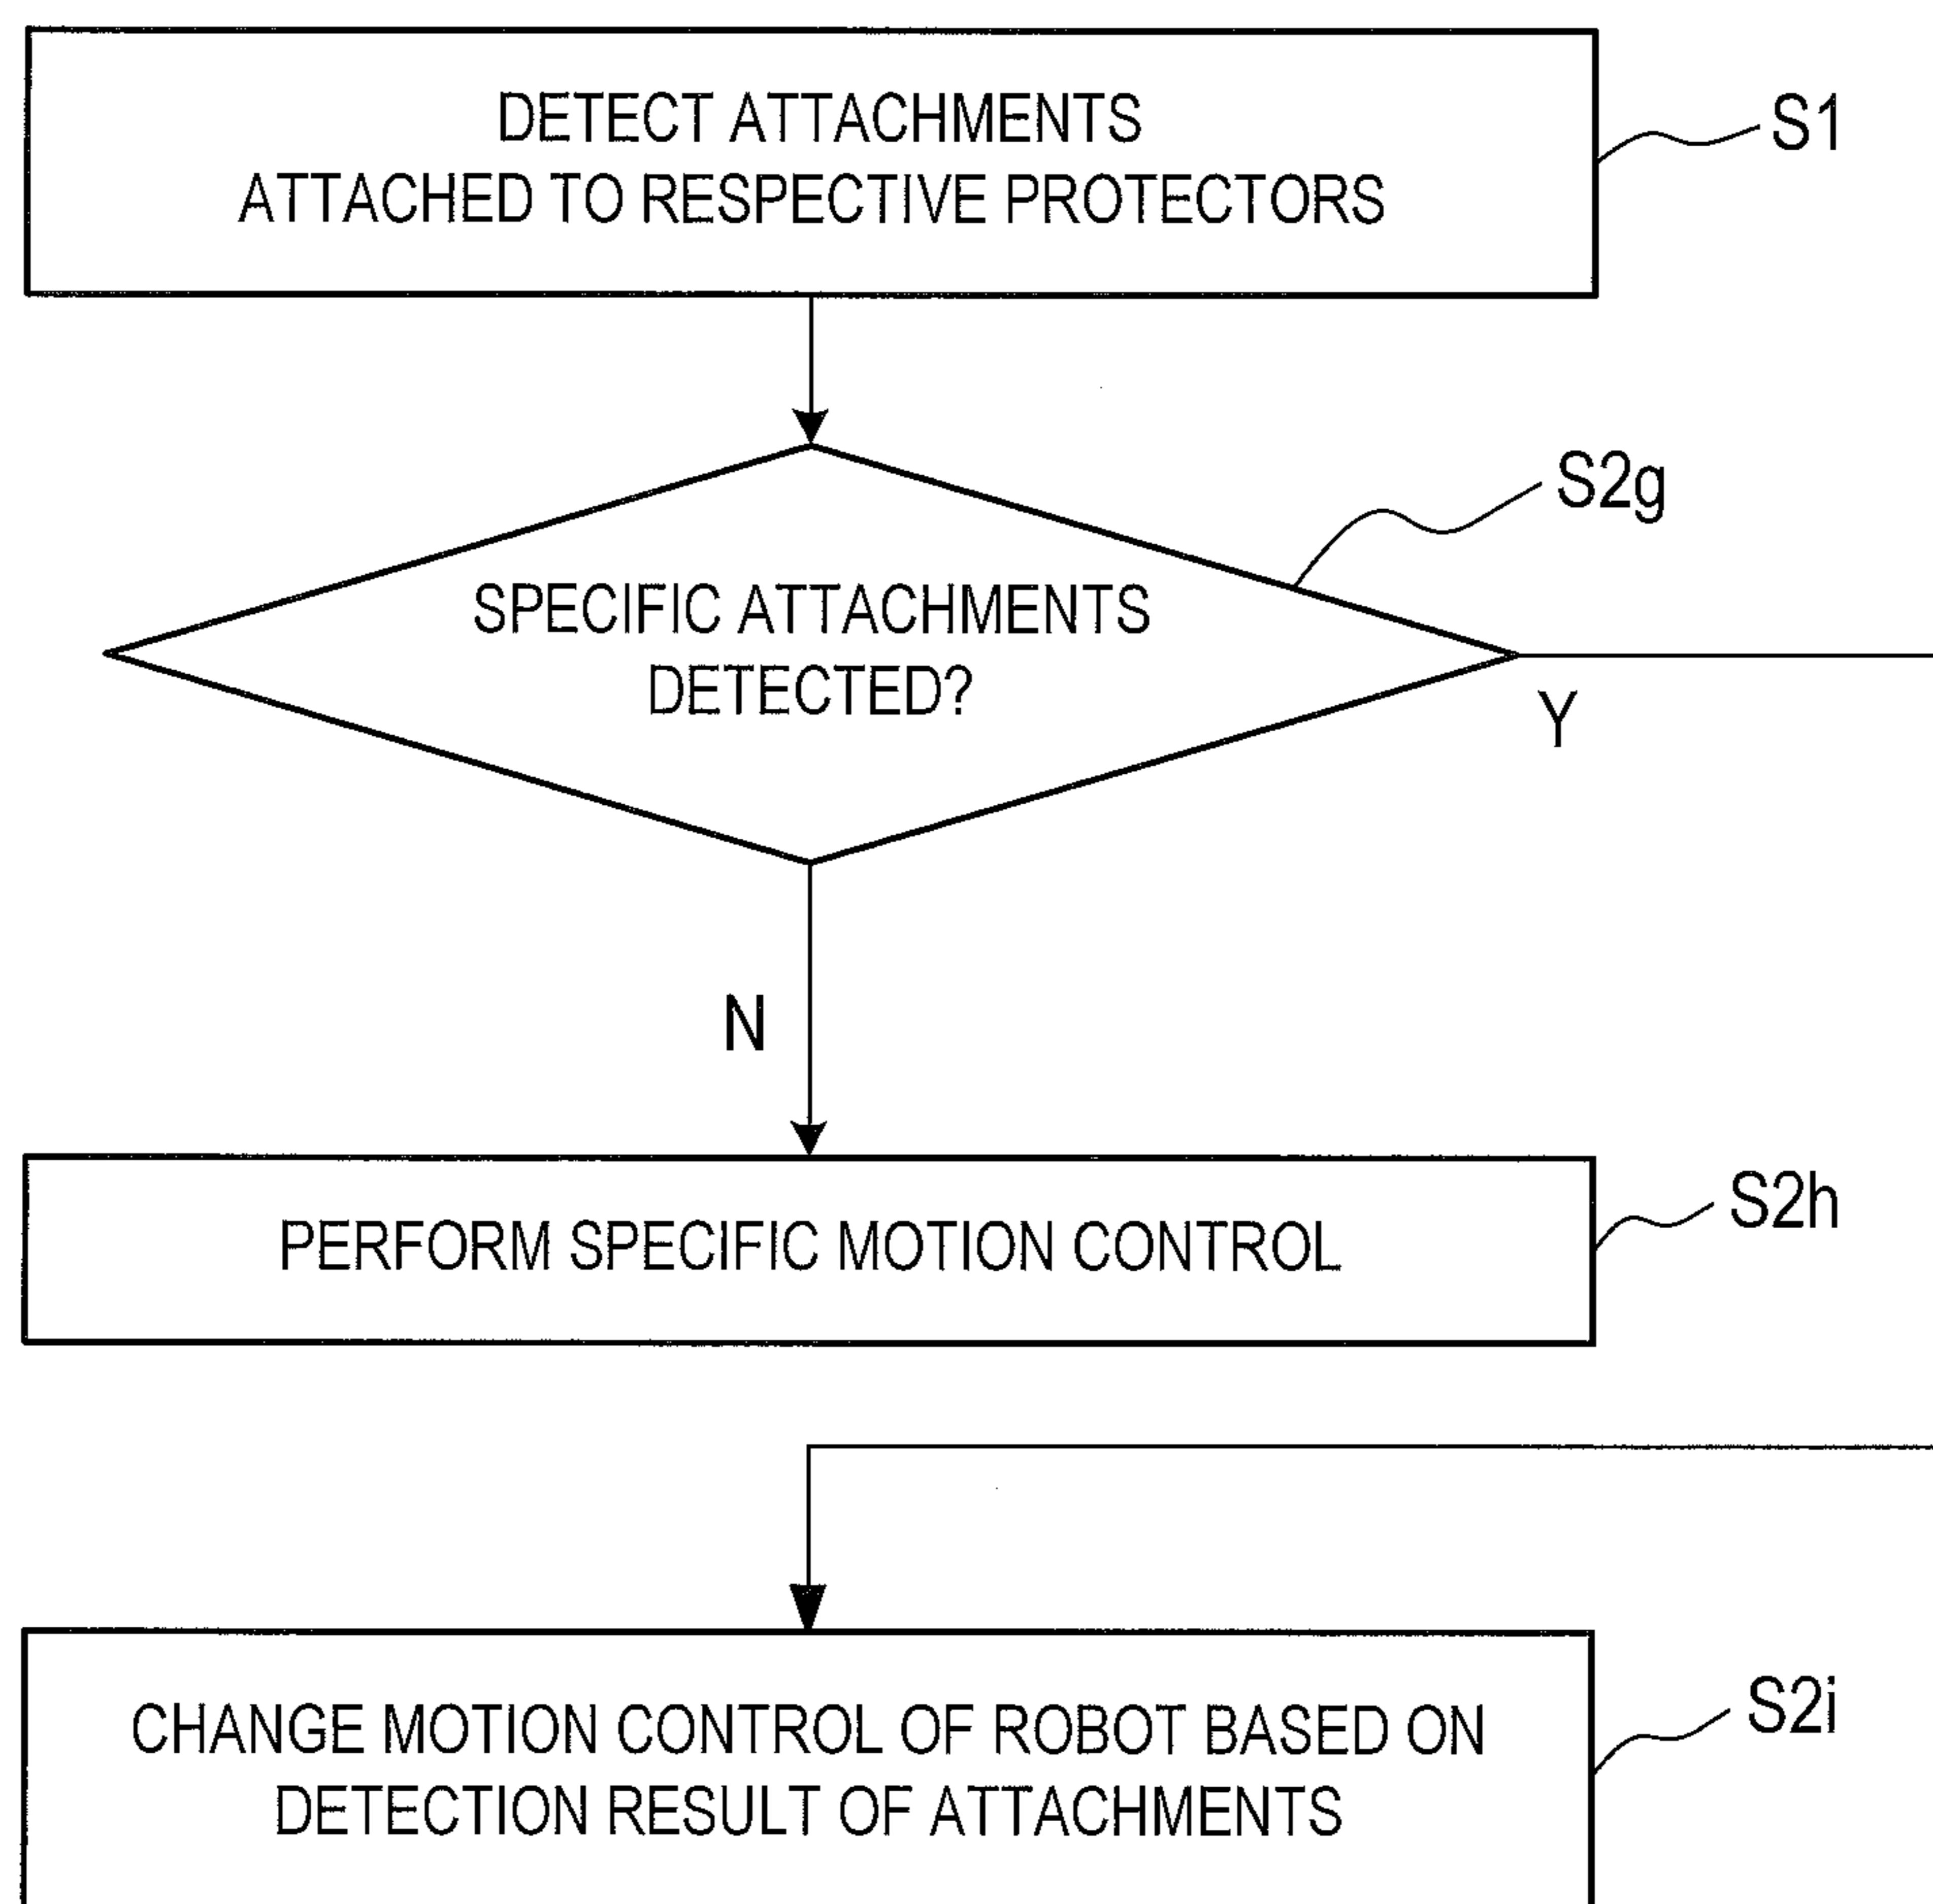 DETECT ATTACHMENTS
ATTACHED TO RESPECTIVE PROTECTORS
S1
S2g
SPECIFIC ATTACHMENTS
DETECTED?
Y
N
PERFORM SPECIFIC MOTION CONTROL
S2h
CHANGE MOTION CONTROL OF ROBOT BASED ON
DETECTION RESULT OF ATTACHMENTS
S2i